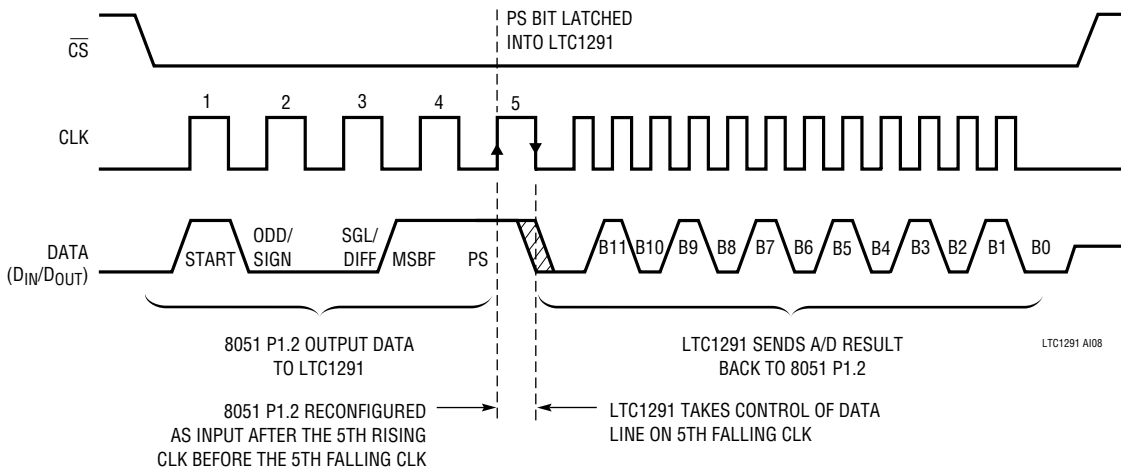 PS BIT LATCHED
INTO LTC1291
CS
1 2 3 4 5
CLK
DATA
(DIN/DOUT)
START ODD/
SIGN SGL/
DIFF MSBF PS B11 B10 B9 B8 B7 B6 B5 B4 B3 B2 B1 B0
8051 P1.2 OUTPUT DATA
TO LTC1291
LTC1291 SENDS A/D RESULT
BACK TO 8051 P1.2
LTC1291 AI08
8051 P1.2 RECONFIGURED
AS INPUT AFTER THE 5TH RISING
CLK BEFORE THE 5TH FALLING CLK
LTC1291 TAKES CONTROL OF DATA
LINE ON 5TH FALLING CLK